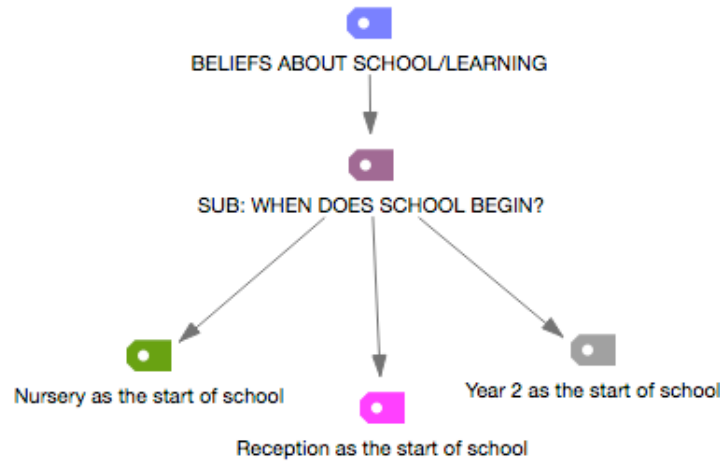 BELIEFS ABOUT SCHOOL/LEARNING
SUB: WHEN DOES SCHOOL BEGIN?
Nursery as the start of school
Year 2 as the start of school
Reception as the start of school